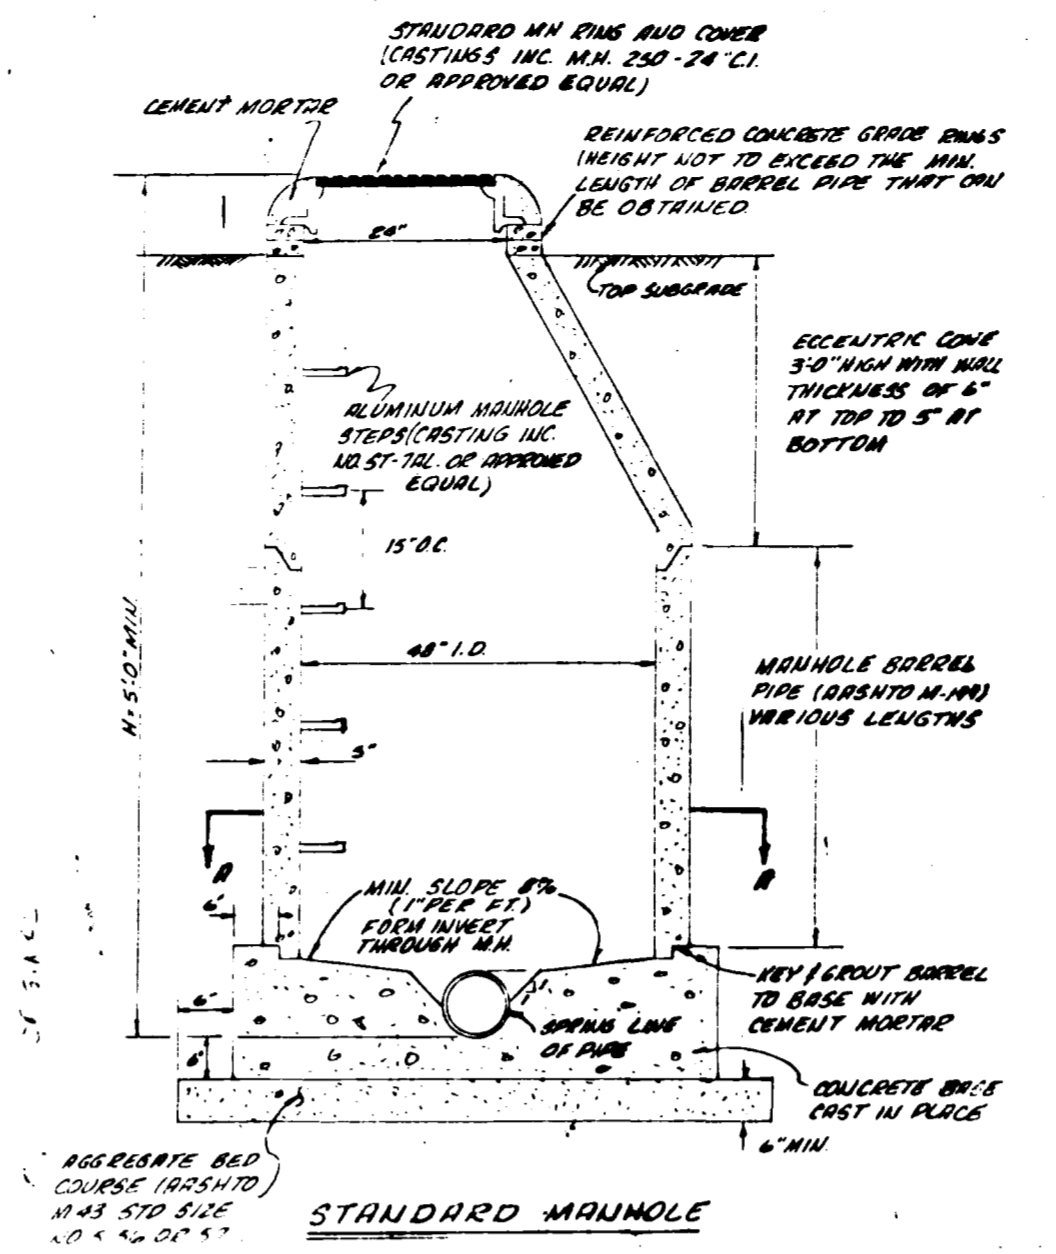 STANDARD MH RING AND COVER
(CASTINGS INC. M.H. 250-24"C.I.
OR APPROVED EQUAL)
CEMENT MORTAR
REINFORCED CONCRETE GRADE RINGS
(HEIGHT NOT TO EXCEED THE MIN.
LENGTH OF BARREL PIPE THAT CAN
BE OBTAINED.
24"
TOP SUBGRADE
ECCENTRIC CONE
3'-0" HIGH WITH WALL
THICKNESS OF 6"
AT TOP TO 5" AT
BOTTOM
ALUMINUM MANHOLE
STEPS (CASTING INC.
NO. ST-7AL. OR APPROVED
EQUAL)
15" O.C.
H=5'-0" MIN.
48" I.D.
MANHOLE BARREL
PIPE (AASHTO M-199)
VARIOUS LENGTHS
5"
A
A
6"
MIN. SLOPE 8%
(1" PER FT.)
FORM INVERT
THROUGH M.H.
1
1
KEY & GROUT BARREL
TO BASE WITH
CEMENT MORTAR
6"
SPRING LINE
OF PIPE
6"
CONCRETE BASE
CAST IN PLACE
6" MIN.
AGGREGATE BED
COURSE (AASHTO)
M 43 STD SIZE
56 OR 57
STANDARD MANHOLE